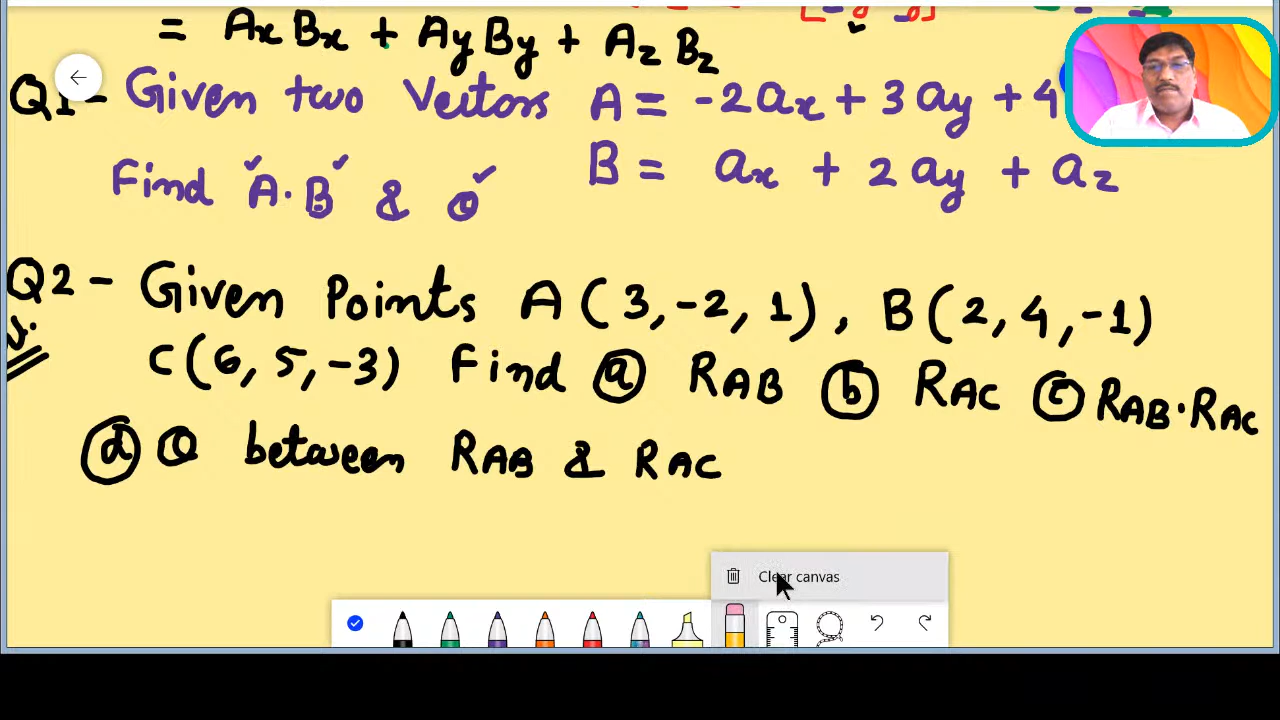 = AxBx + AyBy + AzBz
Q1- Given two Vectors A = -2ax + 3ay + 4
Find A·B & θ B = ax + 2ay + az
Q2- Given Points A(3,-2,1), B(2,4,-1)
C(6,5,-3) Find (a) RAB (b) RAC (c) RAB·RAC
(d) θ between RAB & RAC
Clear canvas